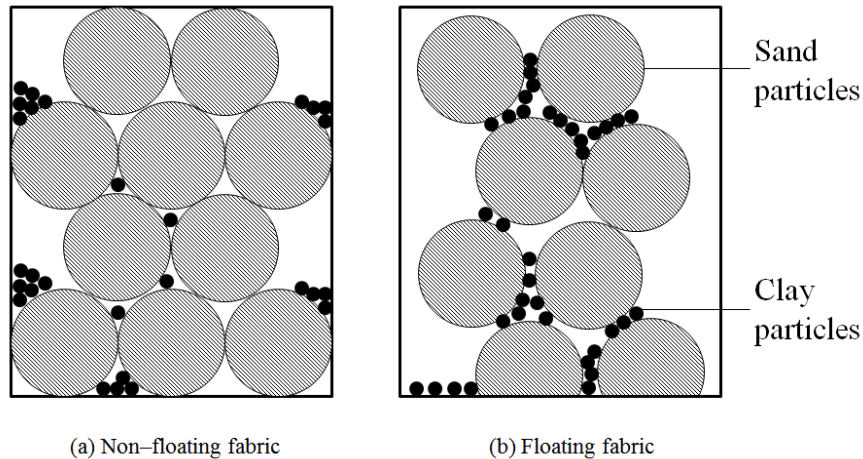 Sand
particles
Clay
particles
(a) Non–floating fabric
(b) Floating fabric